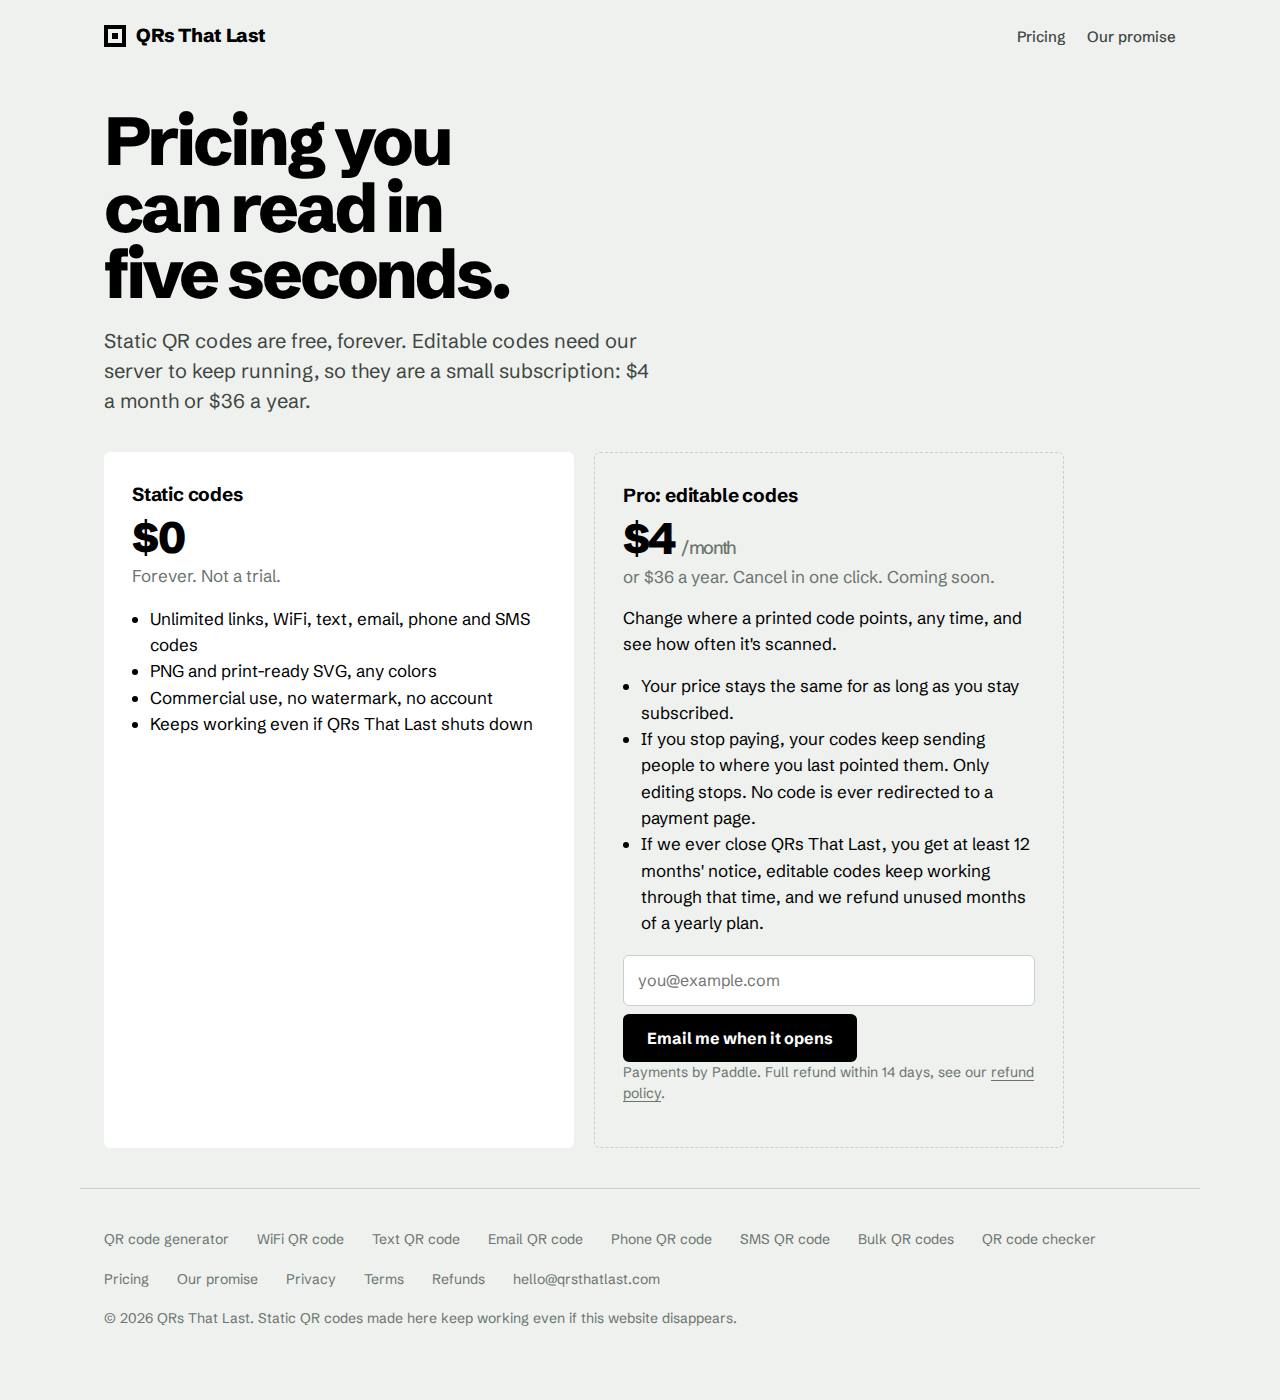 QRs That Last
Pricing
Our promise
Pricing you
can read in
five seconds.
Static QR codes are free, forever. Editable codes need our
server to keep running, so they are a small subscription: $4
a month or $36 a year.
Static codes
$0
Forever. Not a trial.
Unlimited links, WiFi, text, email, phone and SMS
codes
PNG and print-ready SVG, any colors
Commercial use, no watermark, no account
Keeps working even if QRs That Last shuts down
Pro: editable codes
$4 /month
or $36 a year. Cancel in one click. Coming soon.
Change where a printed code points, any time, and
see how often it's scanned.
Your price stays the same for as long as you stay
subscribed.
If you stop paying, your codes keep sending
people to where you last pointed them. Only
editing stops. No code is ever redirected to a
payment page.
If we ever close QRs That Last, you get at least 12
months' notice, editable codes keep working
through that time, and we refund unused months
of a yearly plan.
you@example.com
Email me when it opens
Payments by Paddle. Full refund within 14 days, see our refund
policy.
QR code generator WiFi QR code Text QR code Email QR code Phone QR code SMS QR code Bulk QR codes QR code checker
Pricing Our promise Privacy Terms Refunds hello@qrsthatlast.com
© 2026 QRs That Last. Static QR codes made here keep working even if this website disappears.